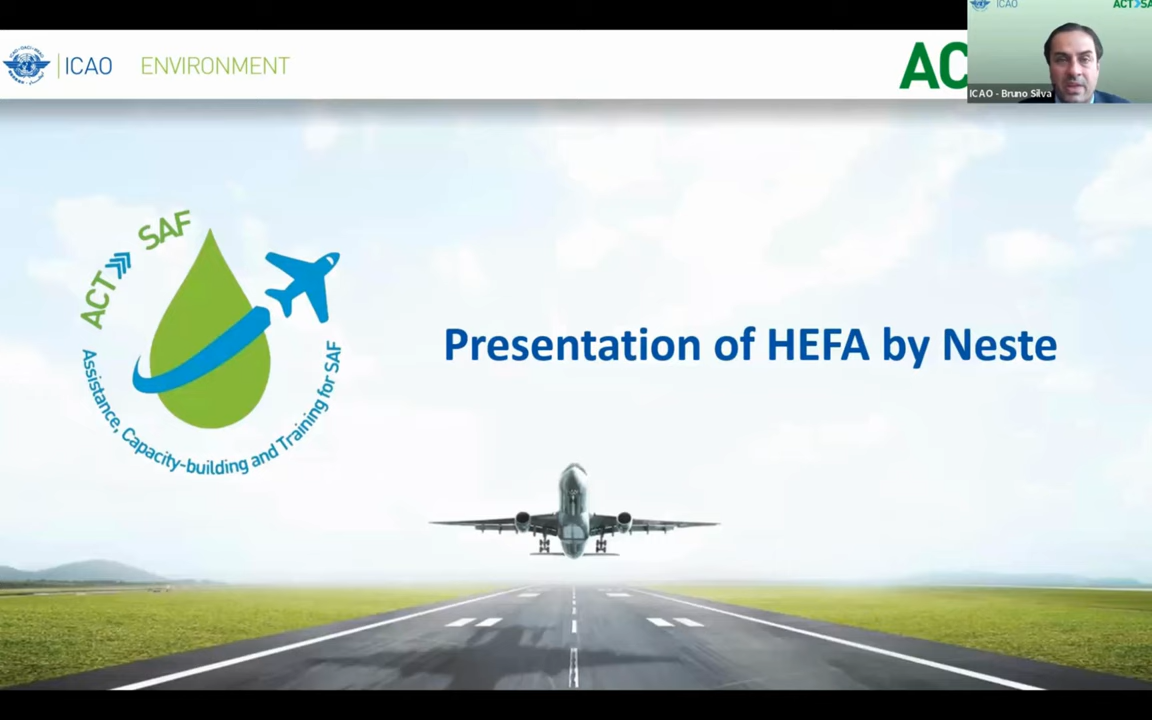 ICAO
ENVIRONMENT
AC
ICAO
ACT
SA
ICAO - Bruno Silva
ACT SAF
Presentation of HEFA by Neste
Assistance, Capacity-building and Training for SAF